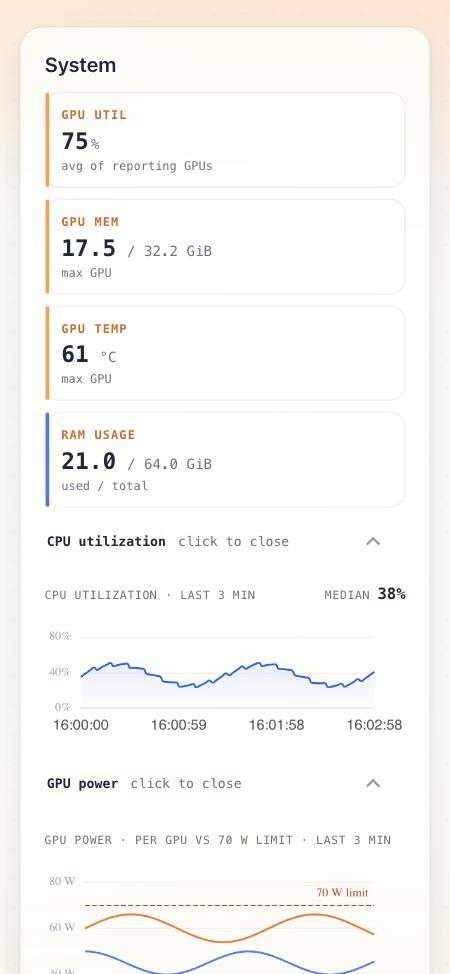 System
GPU UTIL
75%
avg of reporting GPUs
GPU MEM
17.5 / 32.2 GiB
max GPU
GPU TEMP
61 °C
max GPU
RAM USAGE
21.0 / 64.0 GiB
used / total
CPU utilization click to close
CPU UTILIZATION · LAST 3 MIN MEDIAN 38%
80%
40%
0%
16:00:00 16:00:59 16:01:58 16:02:58
GPU power click to close
GPU POWER · PER GPU VS 70 W LIMIT · LAST 3 MIN
80 W
70 W limit
60 W
40 W